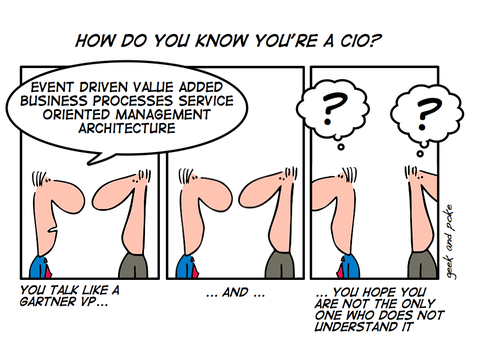 HOW DO YOU KNOW YOU'RE A CIO?
EVENT DRIVEN VALUE ADDED
BUSINESS PROCESSES SERVICE
ORIENTED MANAGEMENT
ARCHITECTURE
?
?
YOU TALK LIKE A
GARTNER VP...
... AND ...
... YOU HOPE YOU
ARE NOT THE ONLY
ONE WHO DOES NOT
UNDERSTAND IT
geek and poke